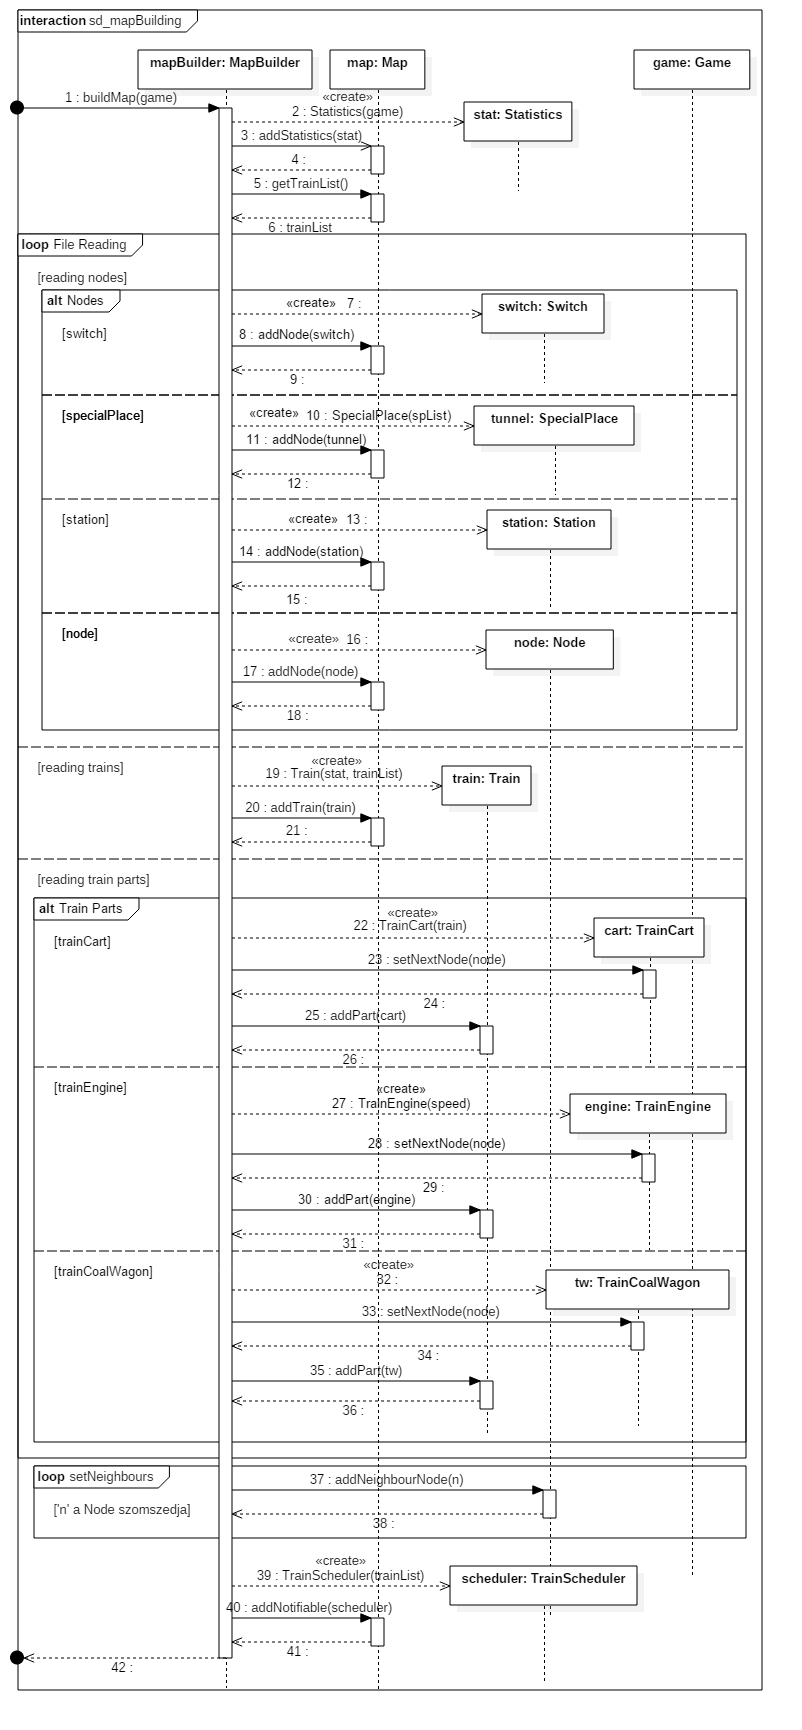 interaction sd_mapBuilding
mapBuilder: MapBuilder
map: Map
game: Game
1 : buildMap(game)
«create»
2 : Statistics(game)
stat: Statistics
3 : addStatistics(stat)
4 :
5 : getTrainList()
6 : trainList
loop File Reading
[reading nodes]
alt Nodes
«create» 7 :
switch: Switch
[switch]
8 : addNode(switch)
9 :
[specialPlace]
«create» 10 : SpecialPlace(spList)
tunnel: SpecialPlace
11 : addNode(tunnel)
12 :
[station]
«create» 13 :
station: Station
14 : addNode(station)
15 :
[node]
«create» 16 :
node: Node
17 : addNode(node)
18 :
[reading trains]
«create»
19 : Train(stat, trainList)
train: Train
20 : addTrain(train)
21 :
[reading train parts]
alt Train Parts
«create»
22 : TrainCart(train)
cart: TrainCart
[trainCart]
23 : setNextNode(node)
24 :
25 : addPart(cart)
26 :
[trainEngine]
«create»
27 : TrainEngine(speed)
engine: TrainEngine
28 : setNextNode(node)
29 :
30 : addPart(engine)
31 :
[trainCoalWagon]
«create»
32 :
tw: TrainCoalWagon
33 : setNextNode(node)
34 :
35 : addPart(tw)
36 :
loop setNeighbours
37 : addNeighbourNode(n)
['n' a Node szomszedja]
38 :
«create»
39 : TrainScheduler(trainList)
scheduler: TrainScheduler
40 : addNotifiable(scheduler)
41 :
42 :